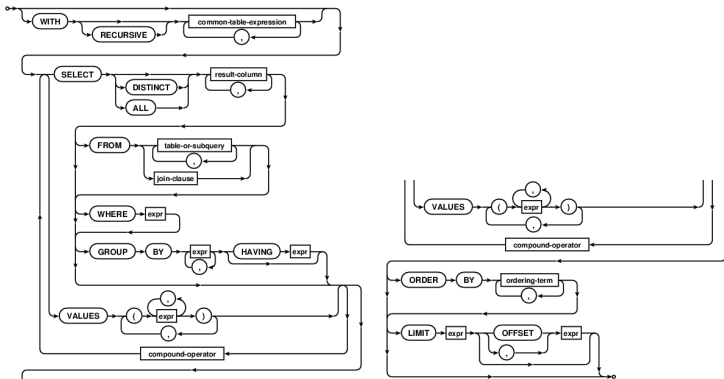 WITH RECURSIVE common-table-expression ,
SELECT DISTINCT ALL result-column ,
FROM table-or-subquery , join-clause
WHERE expr
GROUP BY expr , HAVING expr
VALUES ( expr , ) ,
compound-operator
VALUES ( expr , ) ,
compound-operator
ORDER BY ordering-term ,
LIMIT expr OFFSET , expr